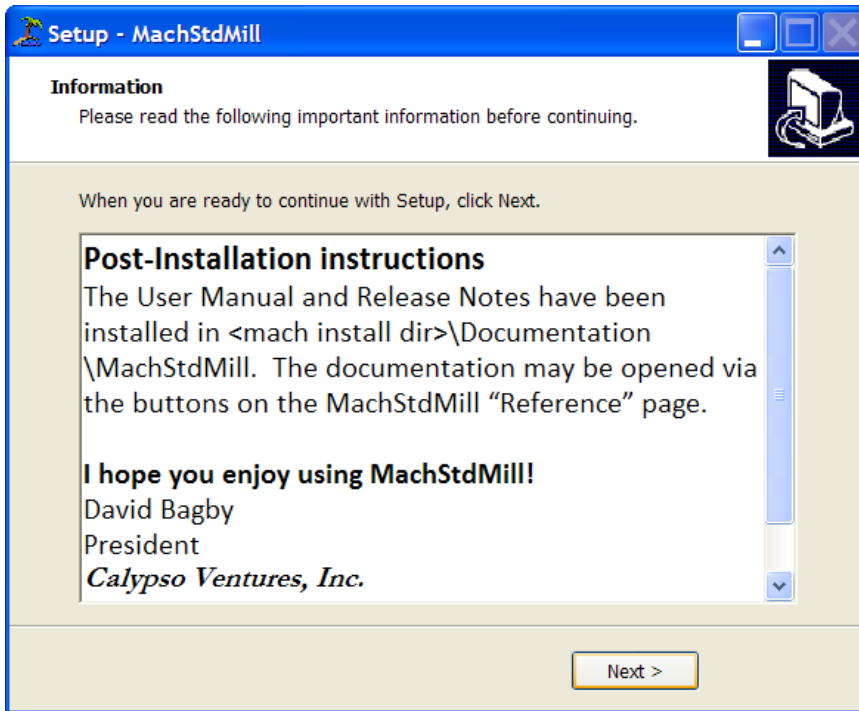 Setup - MachStdMill
Information
Please read the following important information before continuing.
When you are ready to continue with Setup, click Next.
Post-Installation instructions
The User Manual and Release Notes have been
installed in <mach install dir>\Documentation
\MachStdMill.  The documentation may be opened via
the buttons on the MachStdMill “Reference” page.
I hope you enjoy using MachStdMill!
David Bagby
President
Calypso Ventures, Inc.
Next >